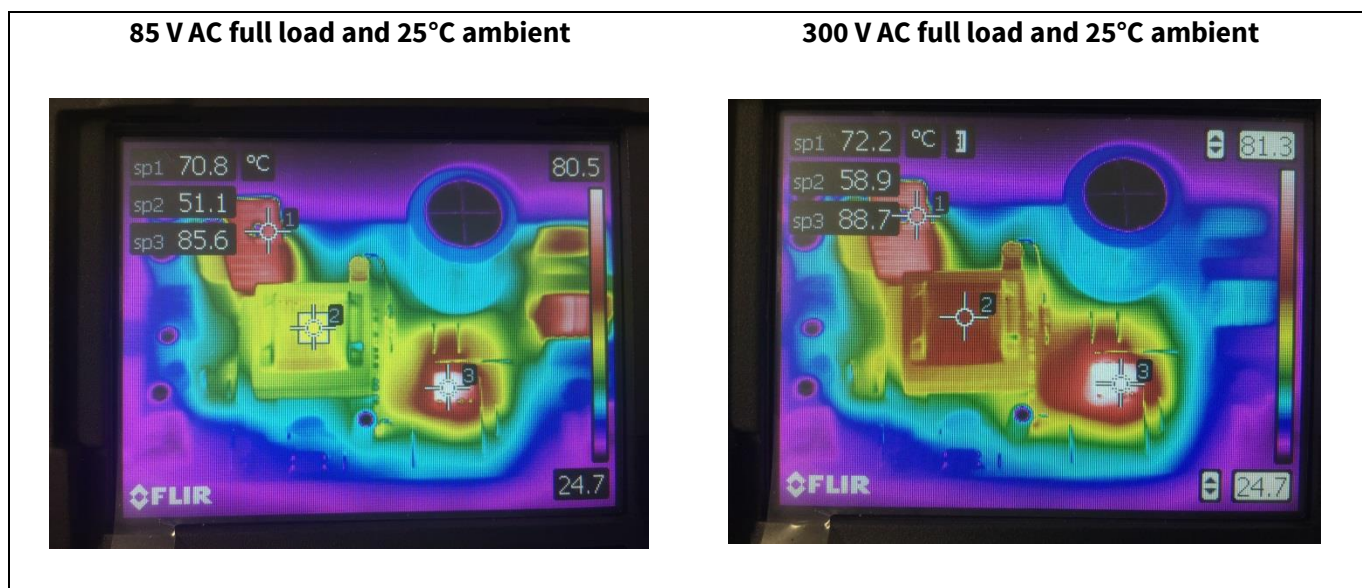 85 V AC full load and 25°C ambient
300 V AC full load and 25°C ambient
sp1 70.8 °C
80.5
sp2 51.1
sp3 85.6
1
2
3
24.7
FLIR
sp1 72.2 °C
81.3
sp2 58.9
sp3 88.7
1
2
3
24.7
FLIR